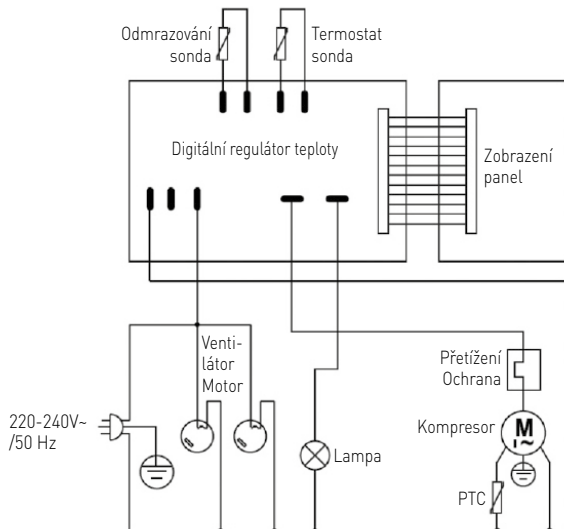 Odmrazování
sonda
Termostat
sonda
Digitální regulátor teploty
Zobrazení
panel
Venti-
látor
Motor
Přetížení
Ochrana
220-240V~
/50 Hz
Kompresor
M
1~
Lampa
PTC